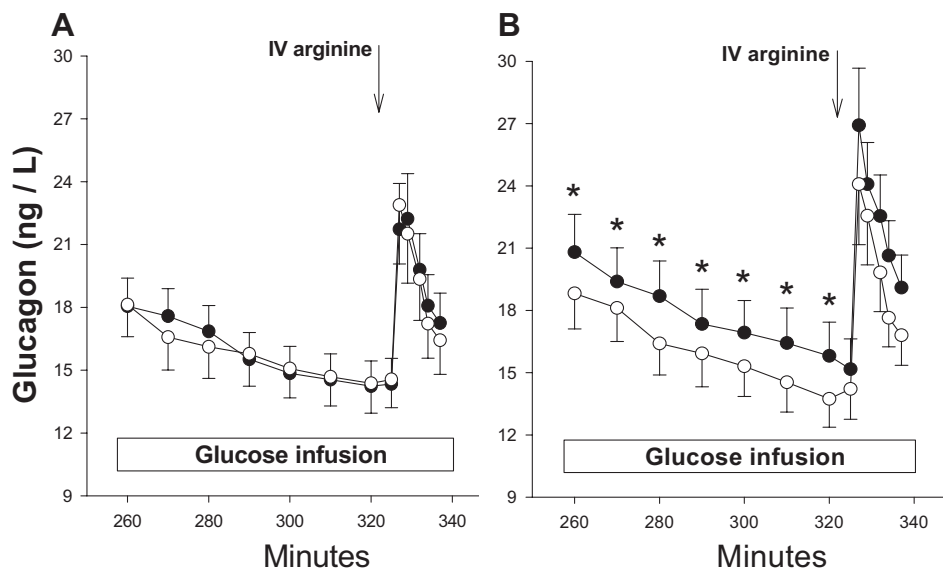 A
IV arginine
30
27
24
21
18
15
12
9
Glucagon (ng / L)
Glucose infusion
260 280 300 320 340
Minutes
B
IV arginine
30
27
24
21
18
15
12
9
* * * * * * *
Glucose infusion
260 280 300 320 340
Minutes